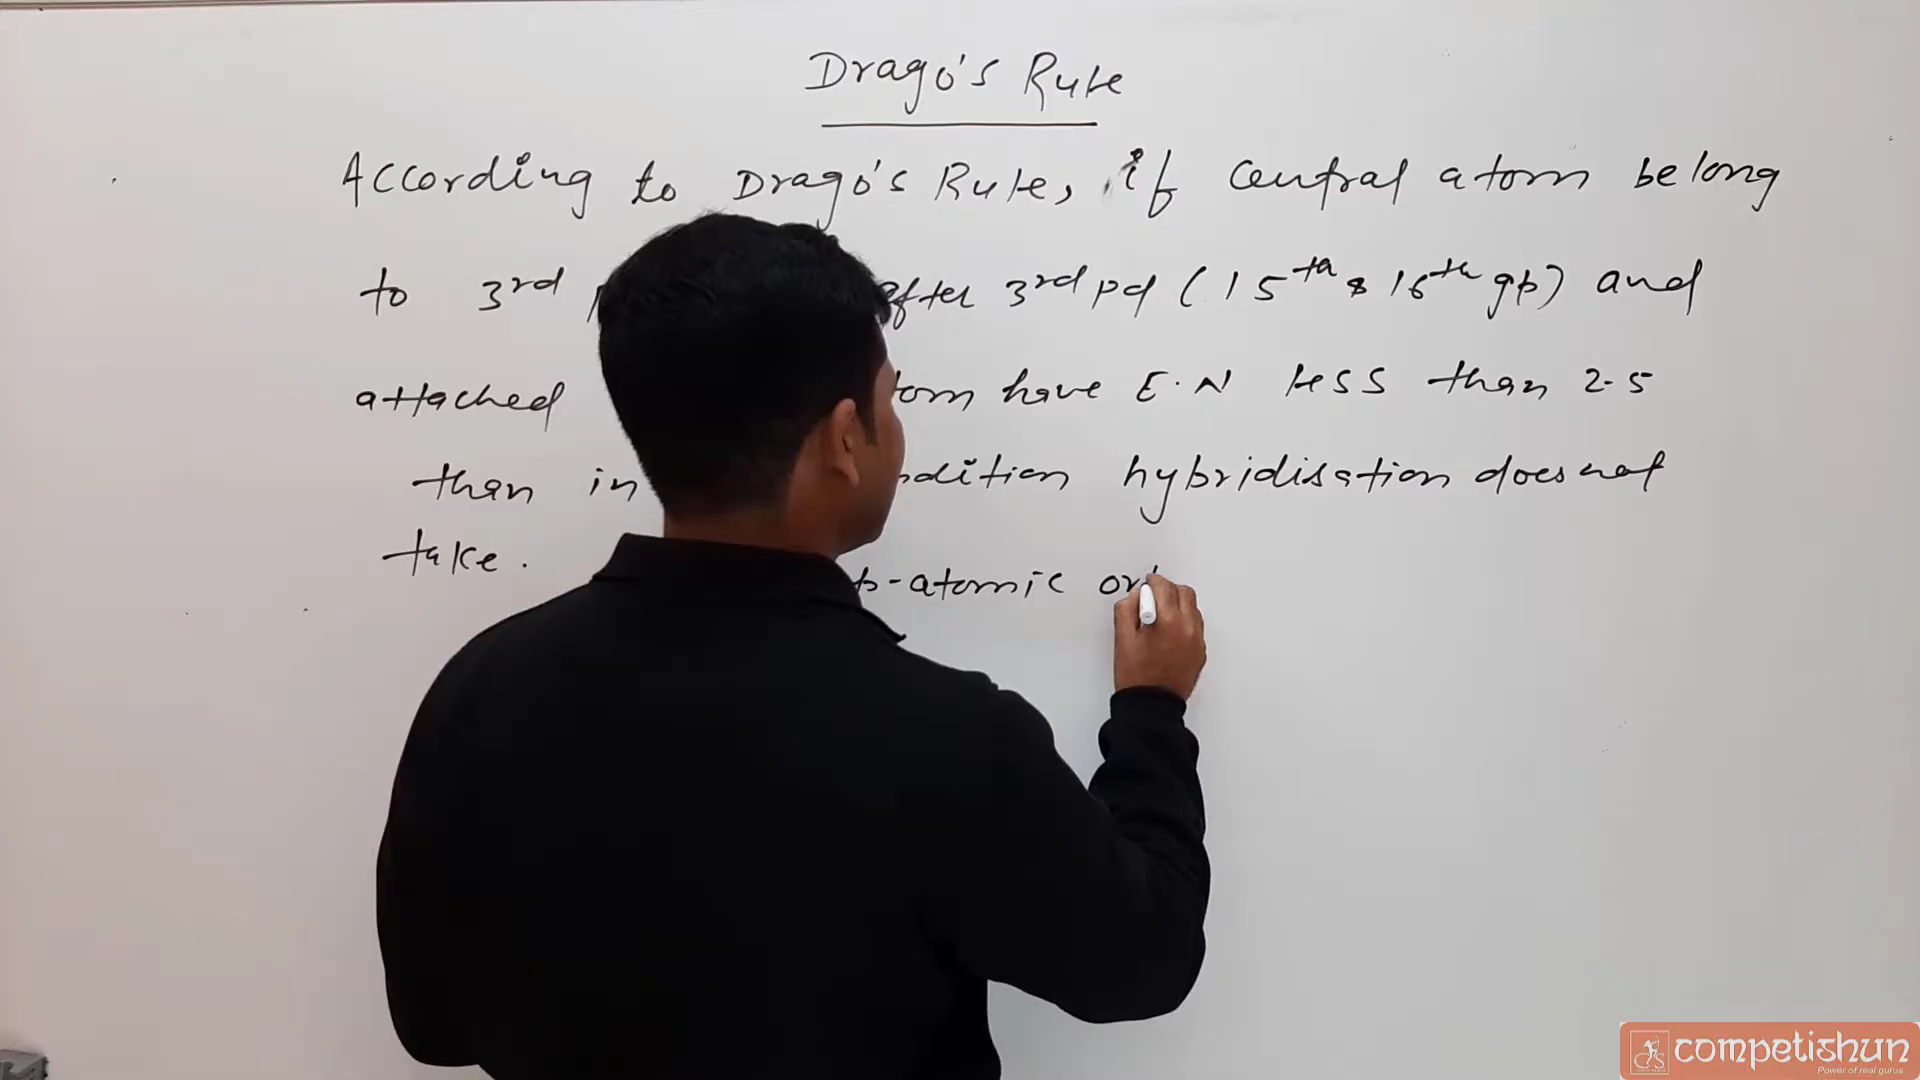 Drago's Rule
According to Drago's Rule, if central atom belong
to 3rd after 3rd pd (15th & 16th gp) and
attached have E.N less than 2.5
than in hybridisation does not
take. p-atomic
competishun
Power of real gurus